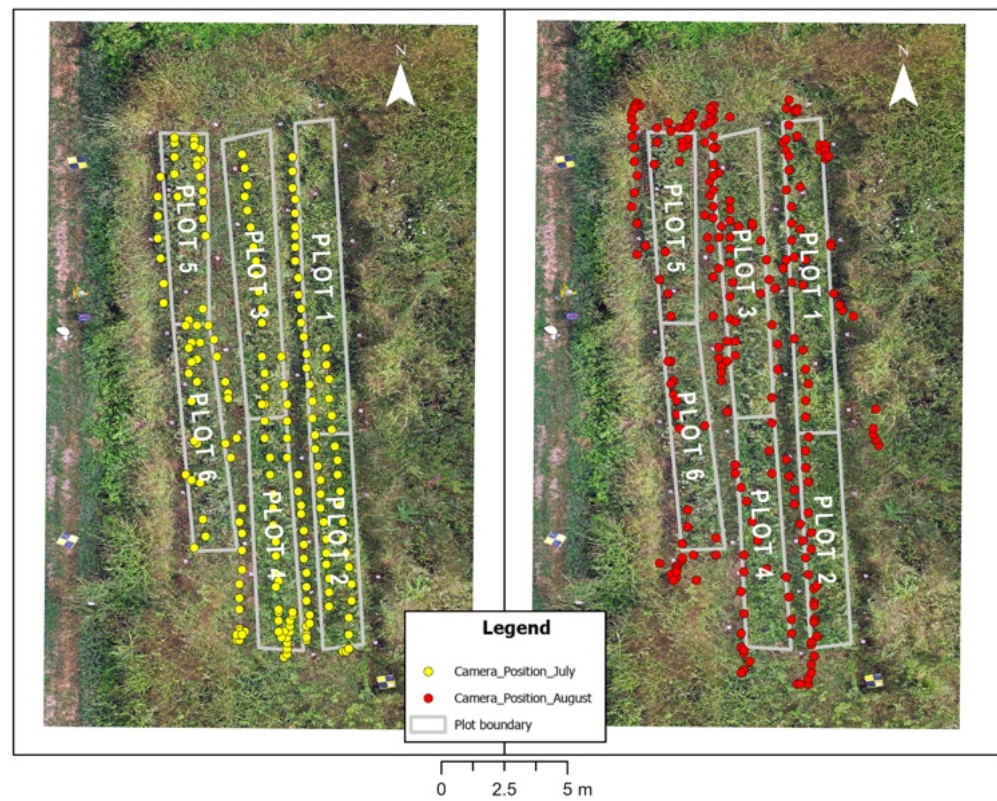 N
PLOT 5
PLOT 3
PLOT 1
PLOT 6
PLOT 4
PLOT 2
N
PLOT 5
PLOT 3
PLOT 1
PLOT 6
PLOT 4
PLOT 2
Legend
Camera_Position_July
Camera_Position_August
Plot boundary
0 2.5 5 m